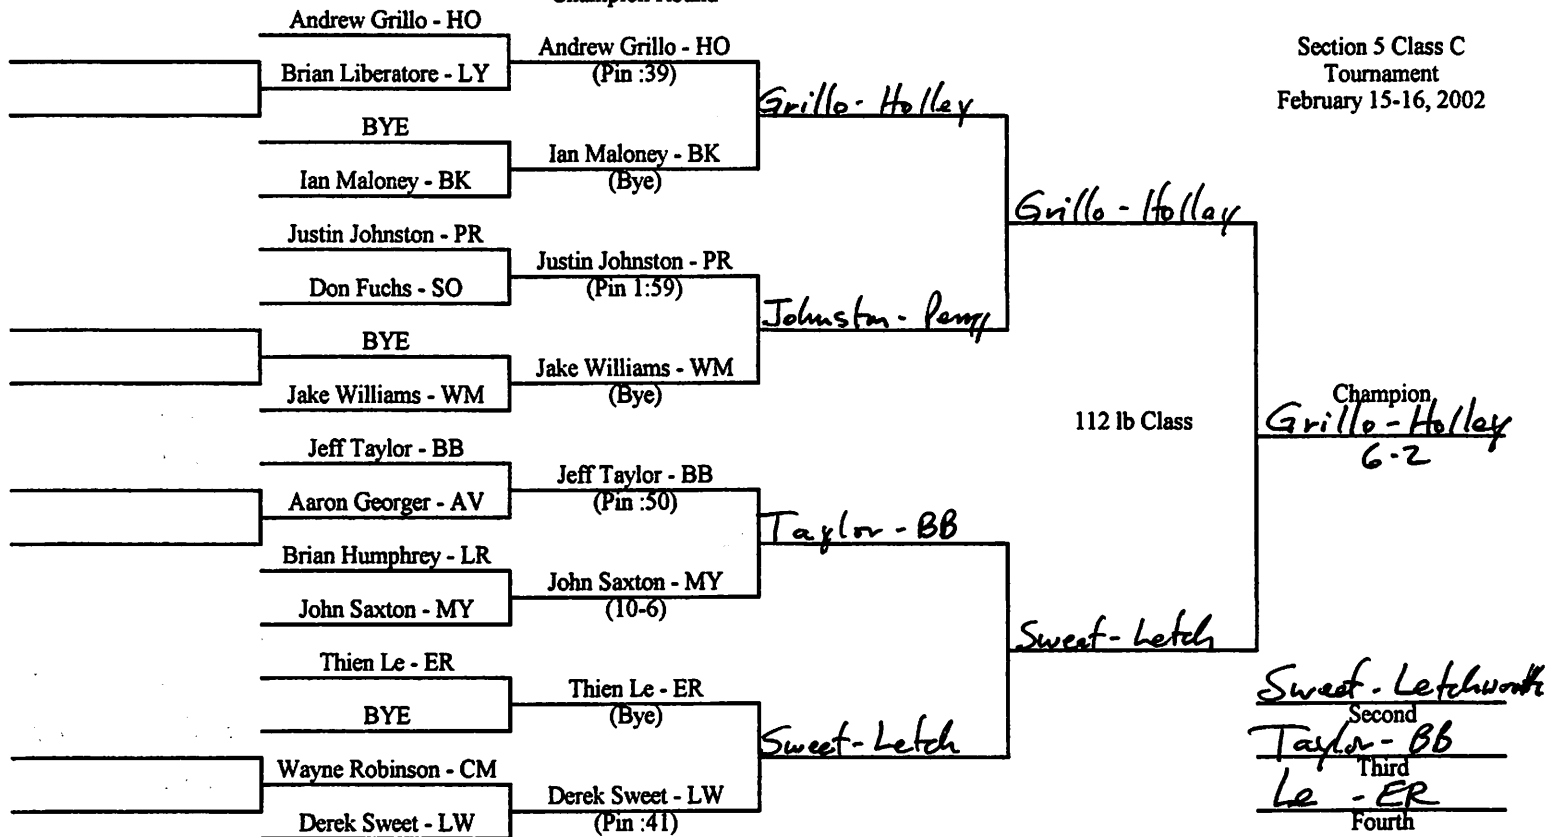 Andrew Grillo - HO
Brian Liberatore - LY
BYE
Ian Maloney - BK
Justin Johnston - PR
Don Fuchs - SO
BYE
Jake Williams - WM
Jeff Taylor - BB
Aaron Georger - AV
Brian Humphrey - LR
John Saxton - MY
Thien Le - ER
BYE
Wayne Robinson - CM
Derek Sweet - LW
Andrew Grillo - HO
(Pin :39)
Ian Maloney - BK
(Bye)
Justin Johnston - PR
(Pin 1:59)
Jake Williams - WM
(Bye)
Jeff Taylor - BB
(Pin :50)
John Saxton - MY
(10-6)
Thien Le - ER
(Bye)
Derek Sweet - LW
(Pin :41)
Grillo - Holley
Johnston - Perry
Taylor - BB
Sweet - Letch
Grillo - Holley
Sweet - Letch
Section 5 Class C
Tournament
February 15-16, 2002
112 lb Class
Champion
Grillo - Holley
6-2
Sweet - Letchworth
Second
Taylor - BB
Third
Le - ER
Fourth